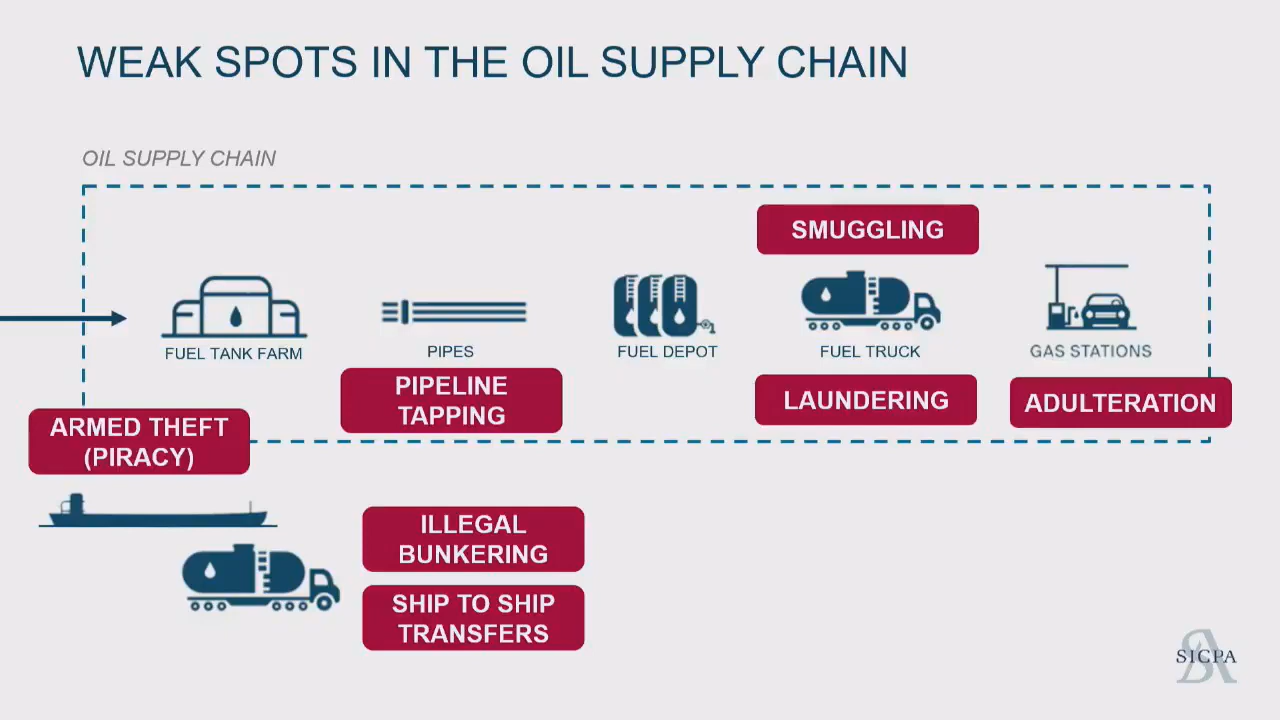 WEAK SPOTS IN THE OIL SUPPLY CHAIN
OIL SUPPLY CHAIN
SMUGGLING
FUEL TANK FARM
PIPES
FUEL DEPOT
FUEL TRUCK
GAS STATIONS
PIPELINE
TAPPING
LAUNDERING
ADULTERATION
ARMED THEFT
(PIRACY)
ILLEGAL
BUNKERING
SHIP TO SHIP
TRANSFERS
SICPA